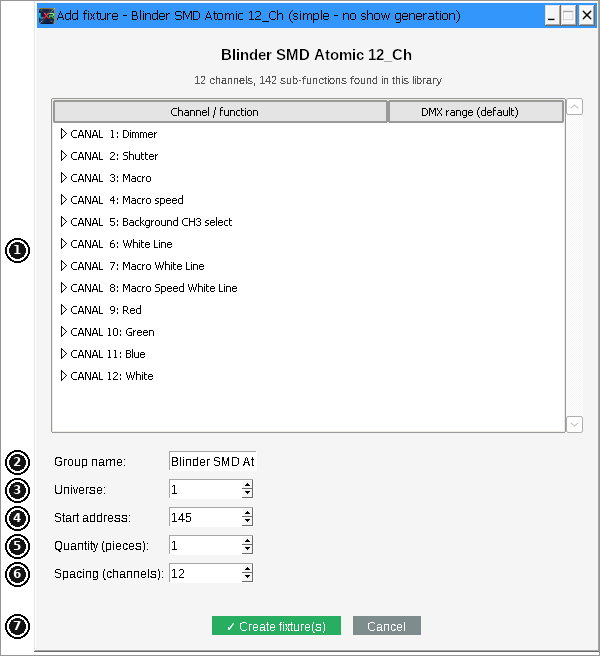 Add fixture - Blinder SMD Atomic 12_Ch (simple - no show generation)
Blinder SMD Atomic 12_Ch
12 channels, 142 sub-functions found in this library
Channel / function DMX range (default)
CANAL 1: Dimmer
CANAL 2: Shutter
CANAL 3: Macro
CANAL 4: Macro speed
CANAL 5: Background CH3 select
1 CANAL 6: White Line
CANAL 7: Macro White Line
CANAL 8: Macro Speed White Line
CANAL 9: Red
CANAL 10: Green
CANAL 11: Blue
CANAL 12: White
2 Group name: Blinder SMD At
3 Universe: 1
4 Start address: 145
5 Quantity (pieces): 1
6 Spacing (channels): 12
7 ✓ Create fixture(s) Cancel